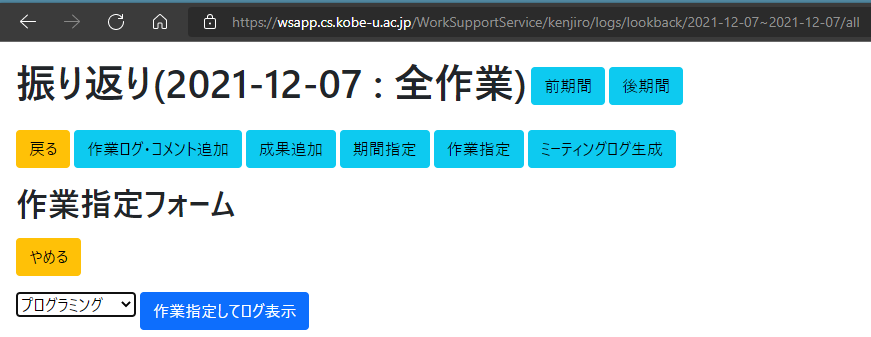 https://wsapp.cs.kobe-u.ac.jp/WorkSupportService/kenjiro/logs/lookback/2021-12-07~2021-12-07/all
振り返り(2021-12-07 : 全作業) 前期間 後期間
戻る 作業ログ・コメント追加 成果追加 期間指定 作業指定 ミーティングログ生成
作業指定フォーム
やめる
プログラミング 作業指定してログ表示